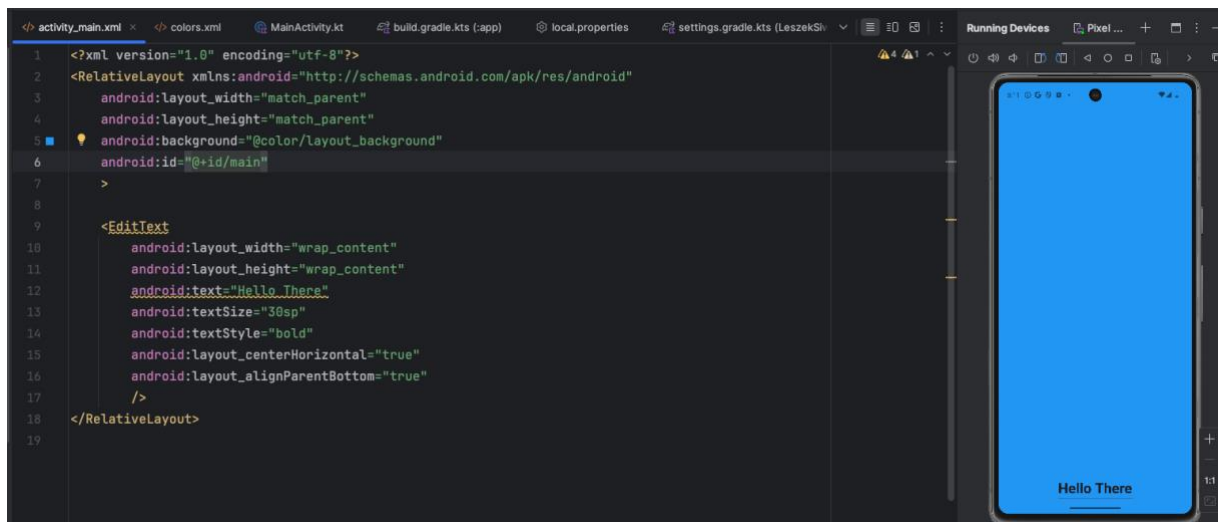 activity_main.xml
colors.xml
MainActivity.kt
build.gradle.kts (:app)
local.properties
settings.gradle.kts (LeszekSiv
Running Devices
Pixel ...
4 1
1 <?xml version="1.0" encoding="utf-8"?>
2 <RelativeLayout xmlns:android="http://schemas.android.com/apk/res/android"
3 android:layout_width="match_parent"
4 android:layout_height="match_parent"
5 android:background="@color/layout_background"
6 android:id="@+id/main"
7 >
8
9 <EditText
10 android:layout_width="wrap_content"
11 android:layout_height="wrap_content"
12 android:text="Hello There"
13 android:textSize="30sp"
14 android:textStyle="bold"
15 android:layout_centerHorizontal="true"
16 android:layout_alignParentBottom="true"
17 />
18 </RelativeLayout>
19
Hello There
1:1